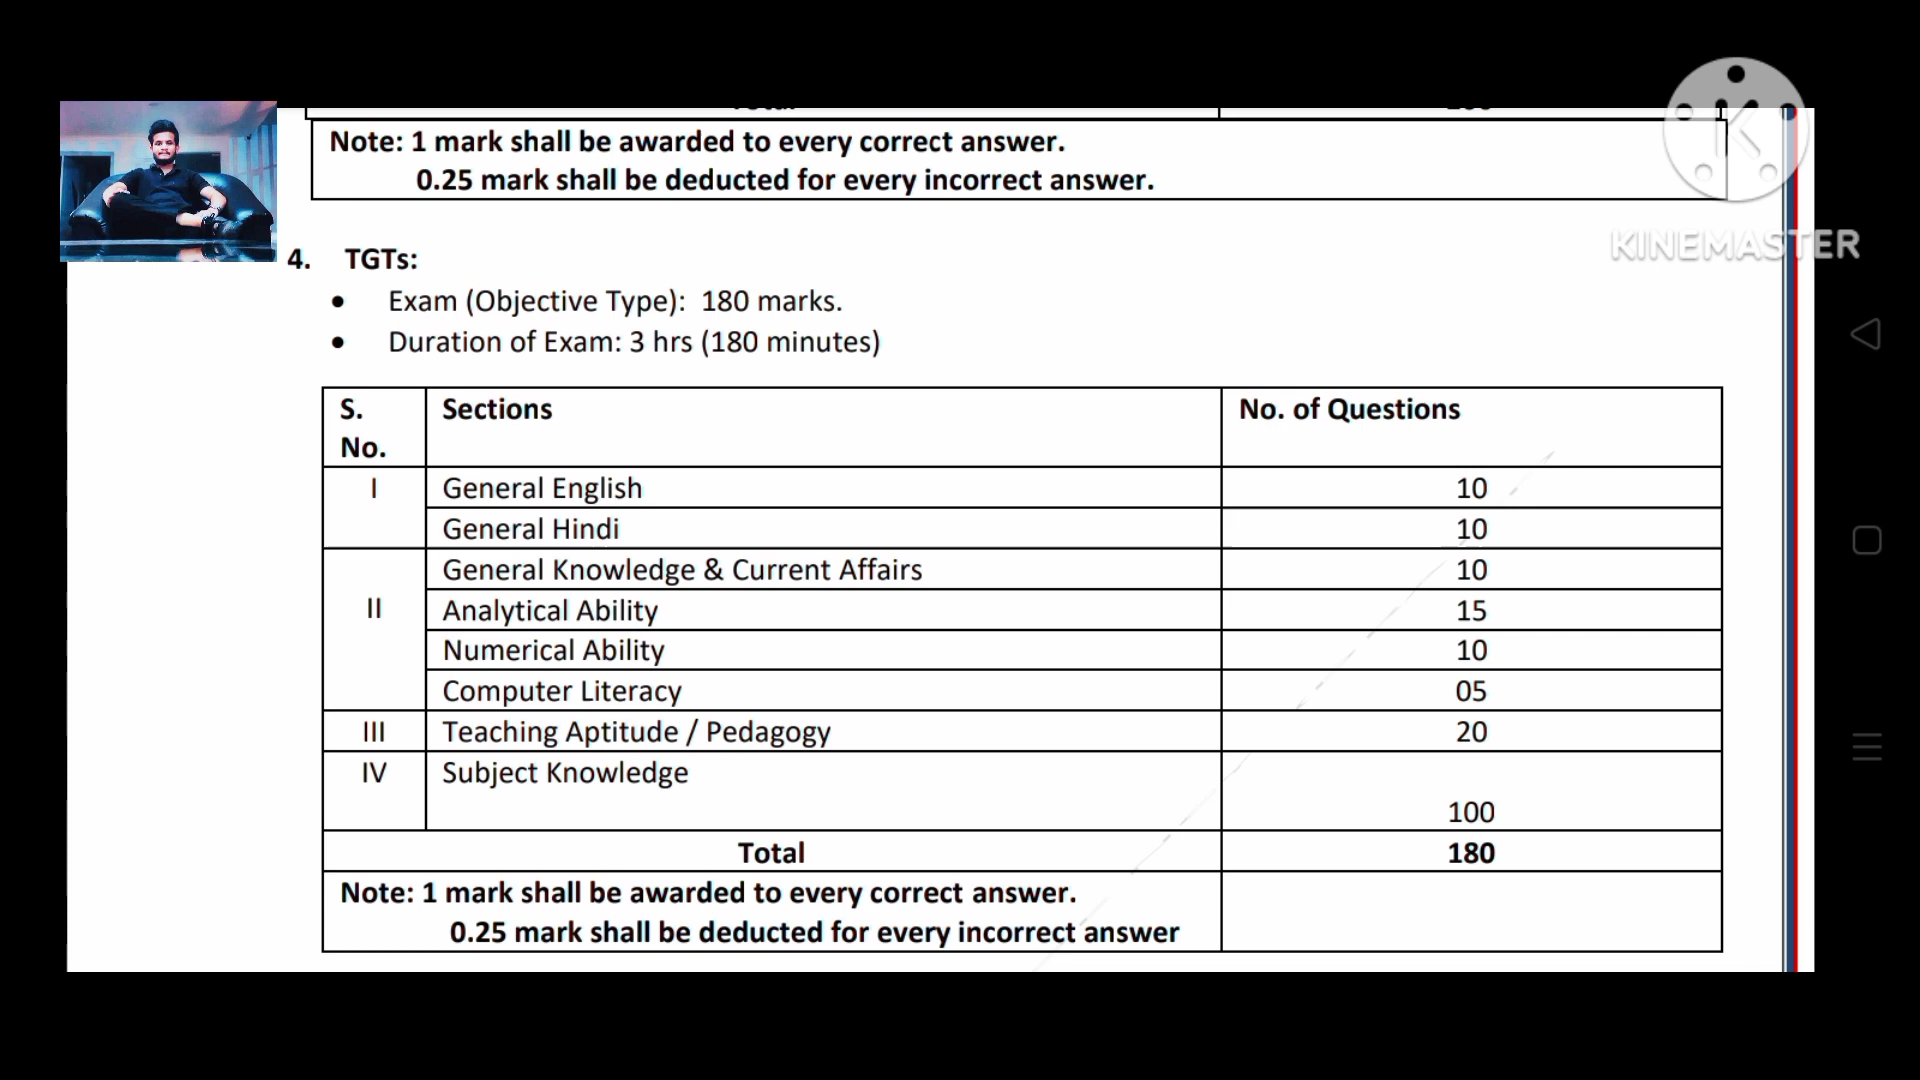 Note: 1 mark shall be awarded to every correct answer.
0.25 mark shall be deducted for every incorrect answer.
KINEMASTER
4. TGTs:
• Exam (Objective Type): 180 marks.
• Duration of Exam: 3 hrs (180 minutes)
S. No. Sections No. of Questions
I General English 10
General Hindi 10
General Knowledge & Current Affairs 10
II Analytical Ability 15
Numerical Ability 10
Computer Literacy 05
III Teaching Aptitude / Pedagogy 20
IV Subject Knowledge
100
Total 180
Note: 1 mark shall be awarded to every correct answer.
0.25 mark shall be deducted for every incorrect answer